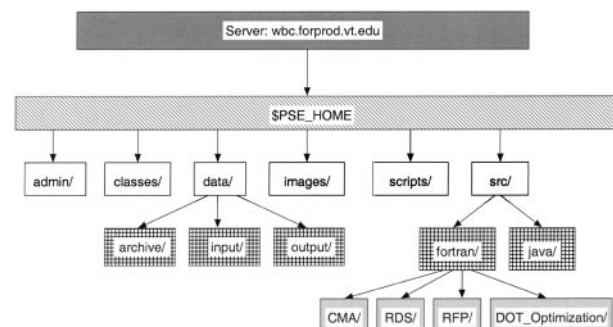 Server: wbc.forprod.vt.edu
$PSE_HOME
admin/ classes/ data/ images/ scripts/ src/
archive/ input/ output/ fortran/ java/
CMA/ RDS/ RFP/ DOT_Optimization/